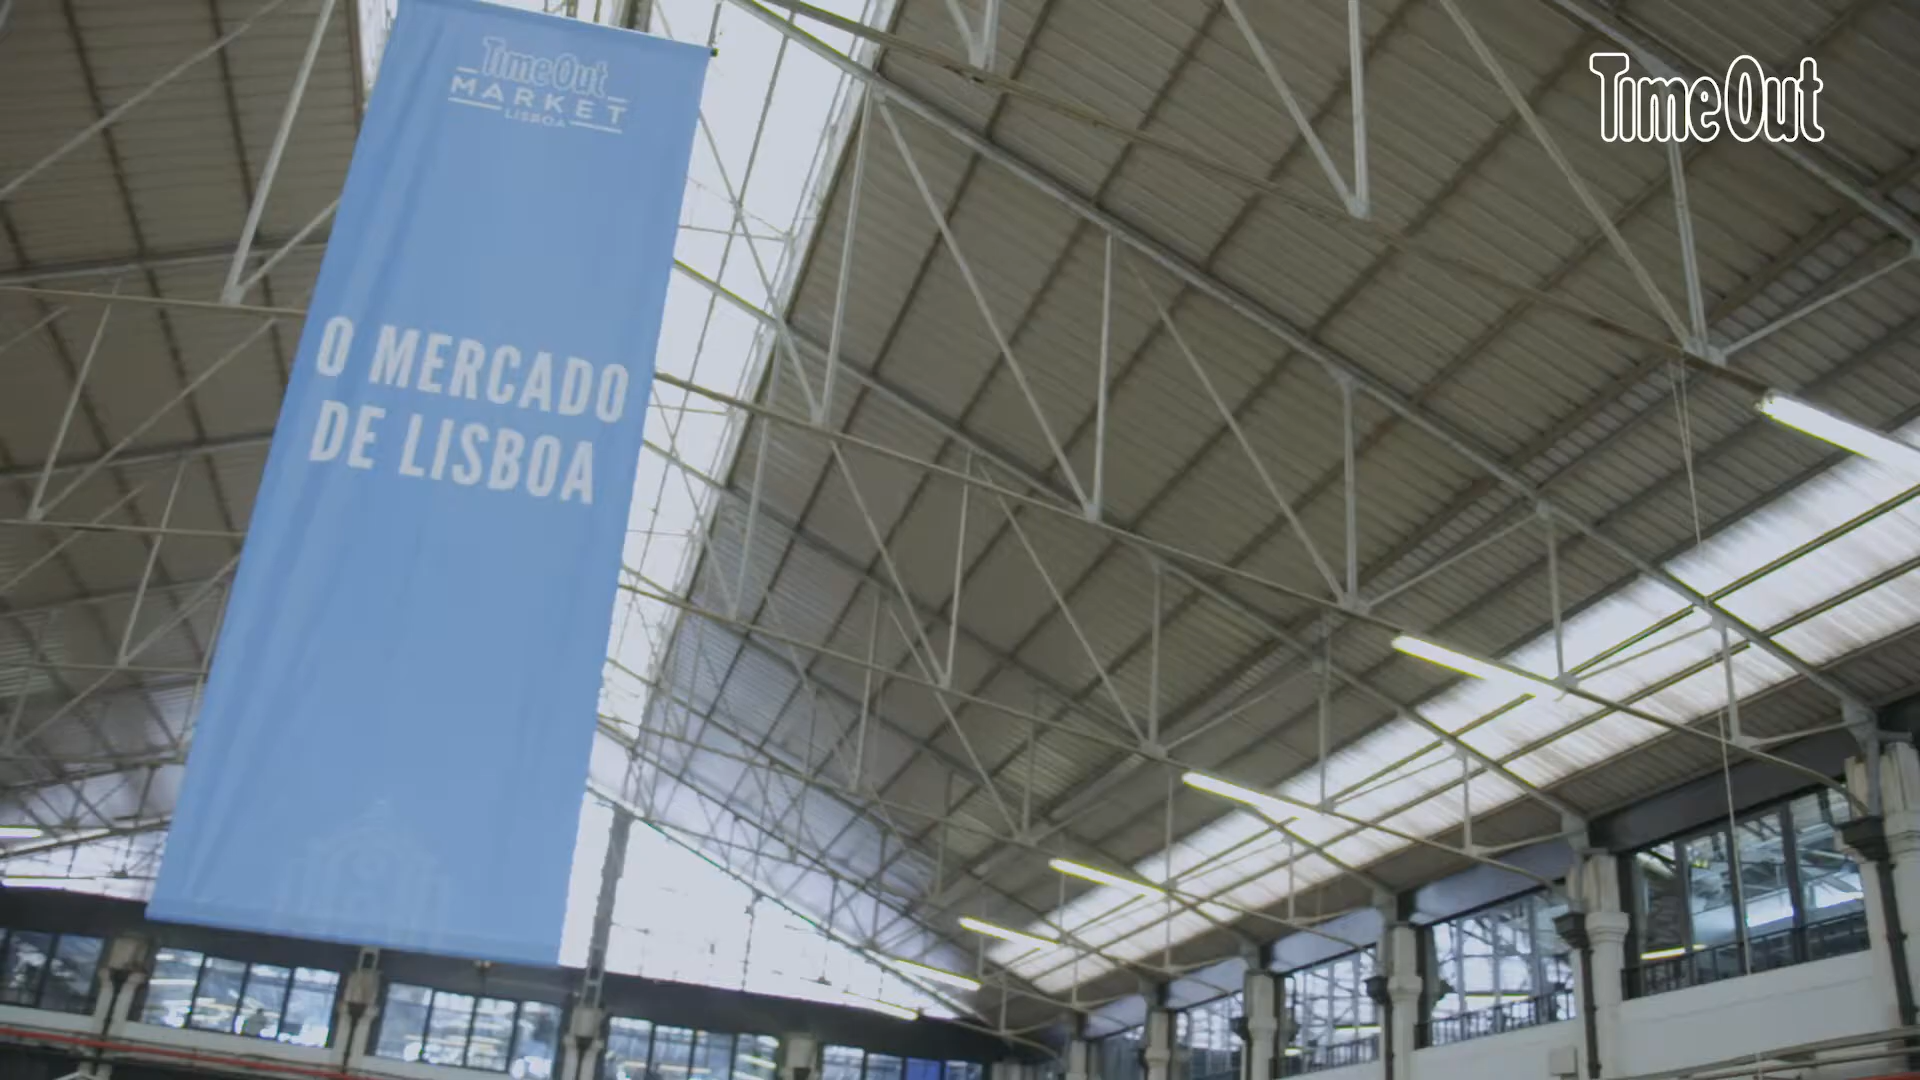 Time Out
MARKET
LISBOA
O MERCADO
DE LISBOA
Time Out